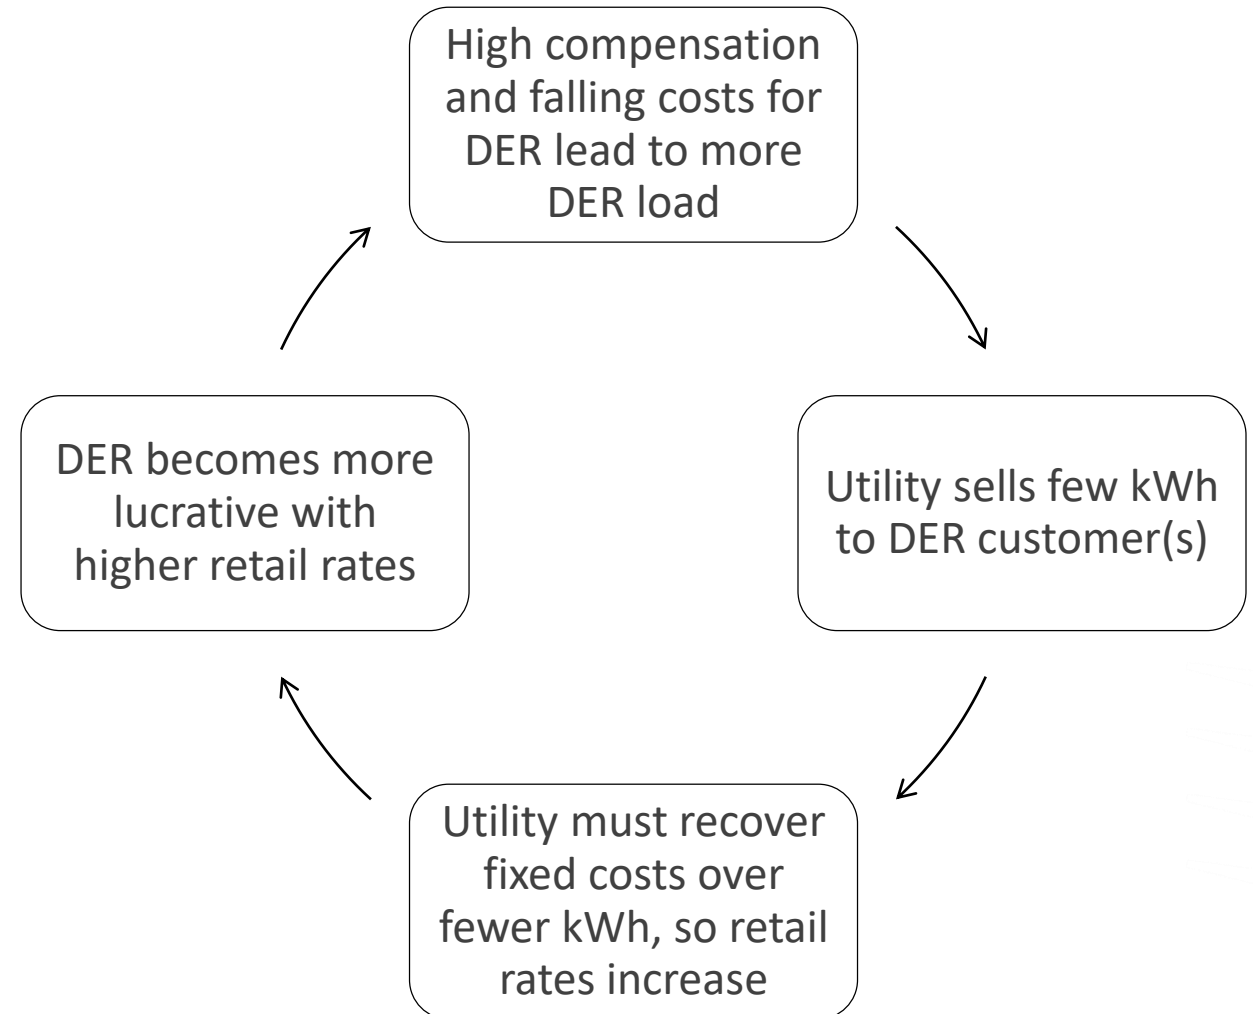 High compensation
and falling costs for
DER lead to more
DER load
Utility sells few kWh
to DER customer(s)
Utility must recover
fixed costs over
fewer kWh, so retail
rates increase
DER becomes more
lucrative with
higher retail rates